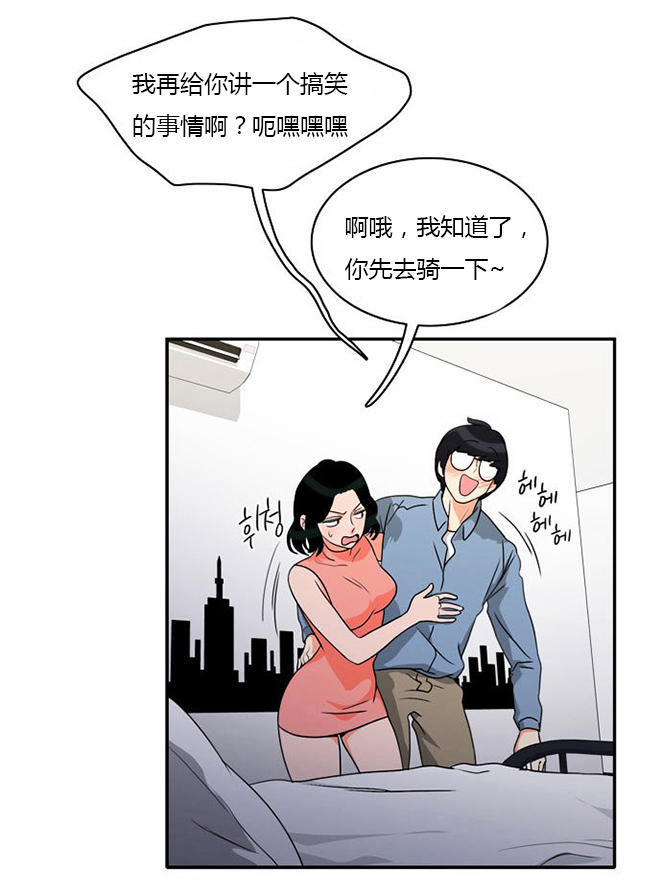 我再给你讲一个搞笑
的事情啊？呃嘿嘿嘿
啊哦，我知道了，
你先去骑一下~
휘청
헤헤
헤헤